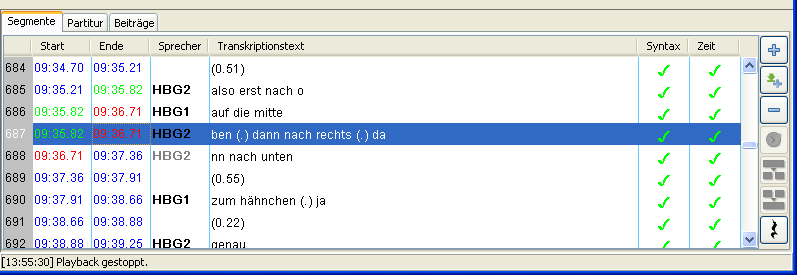 Segmente Partitur Beiträge
Start Ende Sprecher Transkriptionstext Syntax Zeit
684 09:34.70 09:35.21 (0.51)
685 09:35.21 09:35.82 HBG2 also erst nach o
686 09:35.82 09:36.71 HBG1 auf die mitte
687 09:35.82 09:36.71 HBG2 ben (.) dann nach rechts (.) da
688 09:36.71 09:37.36 HBG2 nn nach unten
689 09:37.36 09:37.91 (0.55)
690 09:37.91 09:38.66 HBG1 zum hähnchen (.) ja
691 09:38.66 09:38.88 (0.22)
692 09:38.88 09:39.25 HBG2 genau
[13:55:30] Playback gestoppt.